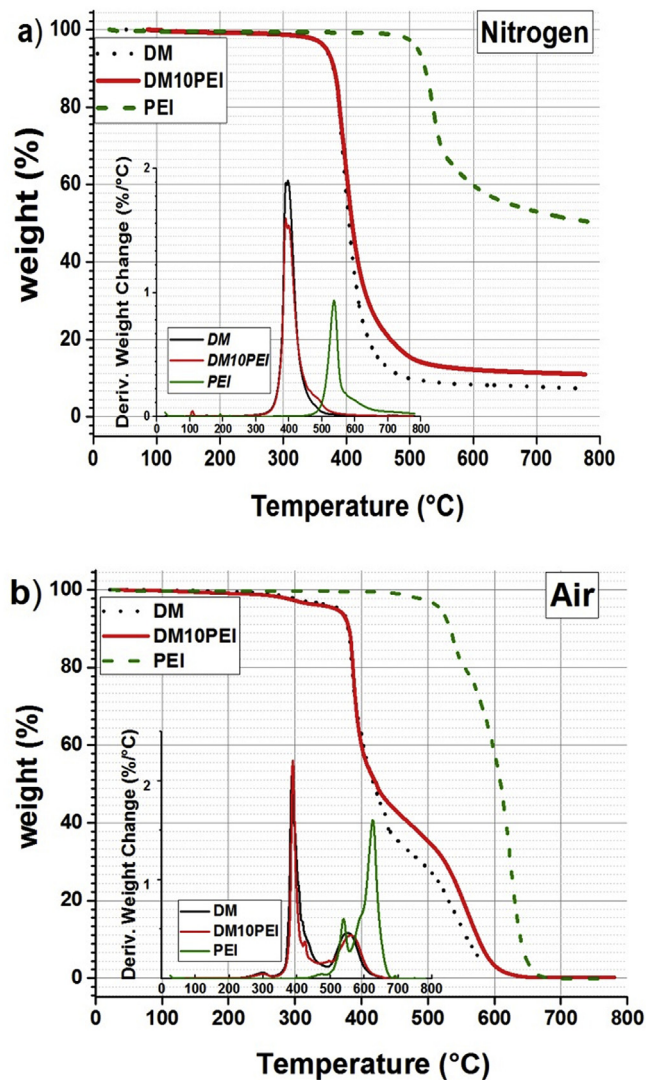 a)
Nitrogen
DM
DM10PEI
PEI
weight (%)
100
80
60
40
20
0
Deriv. Weight Change (%/°C)
2
1
0
DM
DM10PEI
PEI
0 100 200 300 400 500 600 700 800
0 100 200 300 400 500 600 700 800
Temperature (°C)
b)
Air
DM
DM10PEI
PEI
weight (%)
100
80
60
40
20
0
Deriv. Weight Change (%/°C)
2
1
0
DM
DM10PEI
PEI
0 100 200 300 400 500 600 700 800
0 100 200 300 400 500 600 700 800
Temperature (°C)